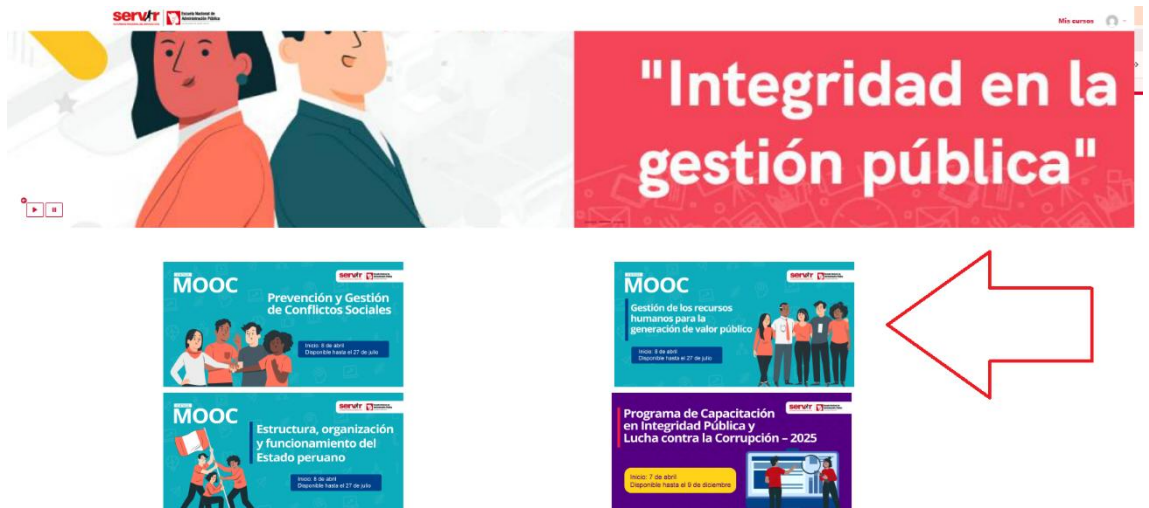 servir
Escuela Nacional de
Administración Pública
Mis cursos
"Integridad en la
gestión pública"
MOOC
servir
Prevención y Gestión
de Conflictos Sociales
Inicio: 8 de abril
Disponible hasta el 27 de julio
MOOC
servir
Gestión de los recursos
humanos para la
generación de valor público
Inicio: 8 de abril
Disponible hasta el 27 de julio
MOOC
servir
Estructura, organización
y funcionamiento del
Estado peruano
Inicio: 8 de abril
Disponible hasta el 27 de julio
servir
Programa de Capacitación
en Integridad Pública y
Lucha contra la Corrupción – 2025
Inicio: 7 de abril
Disponible hasta el 9 de diciembre